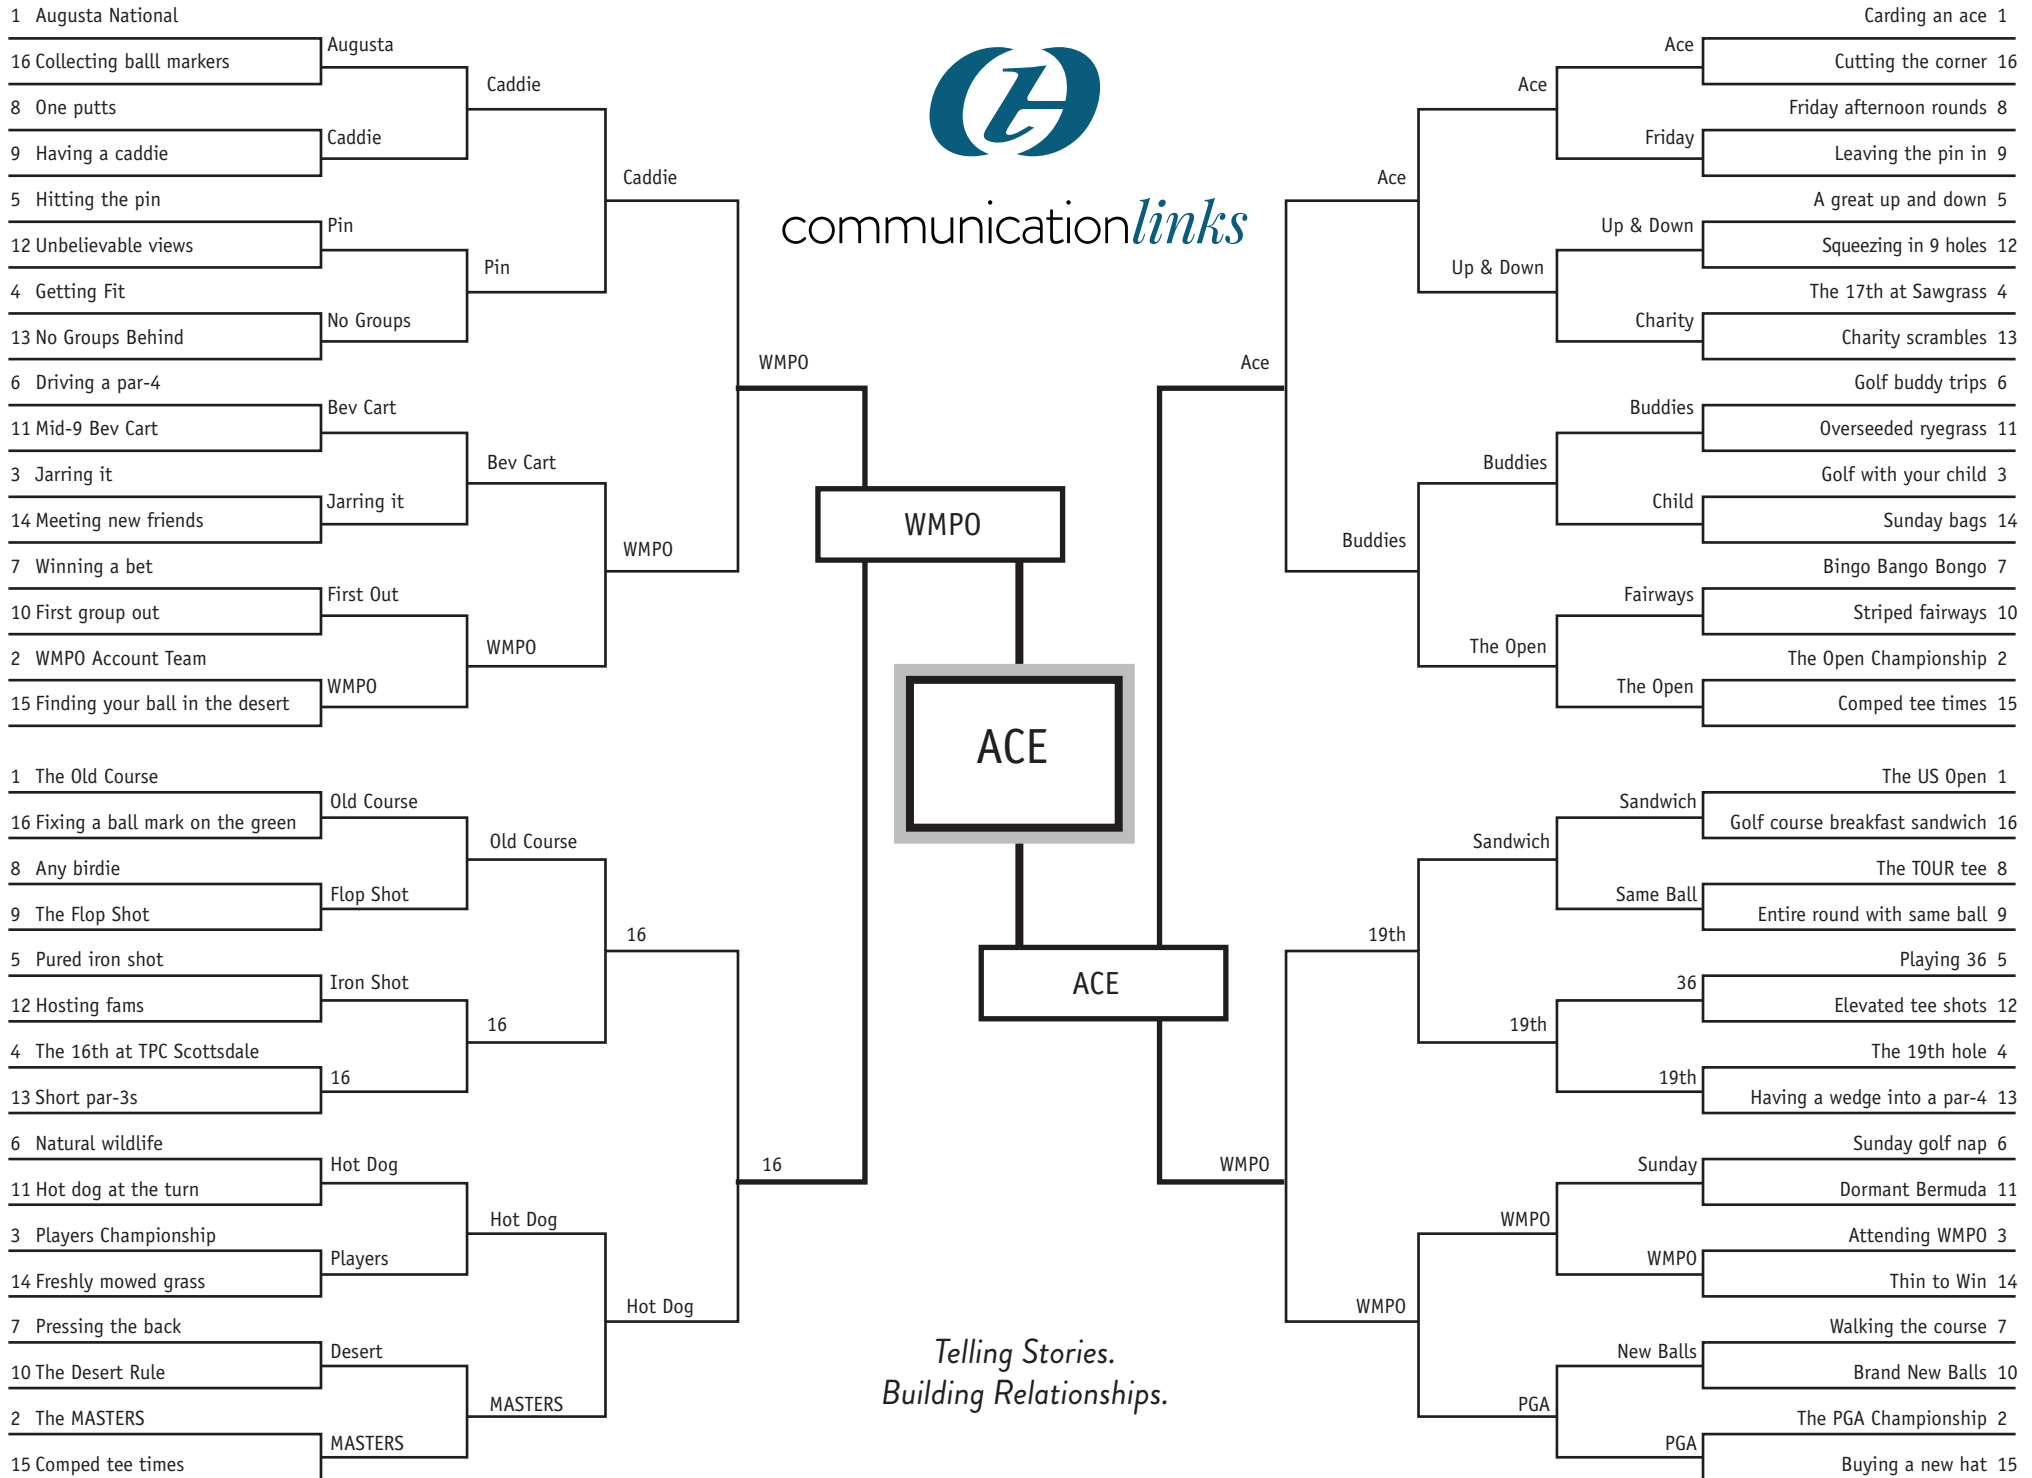 1 Augusta National
16 Collecting balll markers
8 One putts
9 Having a caddie
5 Hitting the pin
12 Unbelievable views
4 Getting Fit
13 No Groups Behind
6 Driving a par-4
11 Mid-9 Bev Cart
3 Jarring it
14 Meeting new friends
7 Winning a bet
10 First group out
2 WMPO Account Team
15 Finding your ball in the desert
Augusta
Caddie
Pin
No Groups
Bev Cart
Jarring it
First Out
WMPO
Caddie
Pin
Bev Cart
WMPO
Caddie
WMPO
WMPO
1 The Old Course
16 Fixing a ball mark on the green
8 Any birdie
9 The Flop Shot
5 Pured iron shot
12 Hosting fams
4 The 16th at TPC Scottsdale
13 Short par-3s
6 Natural wildlife
11 Hot dog at the turn
3 Players Championship
14 Freshly mowed grass
7 Pressing the back
10 The Desert Rule
2 The MASTERS
15 Comped tee times
Old Course
Flop Shot
Iron Shot
16
Hot Dog
Players
Desert
MASTERS
Old Course
16
Hot Dog
MASTERS
16
Hot Dog
16
communicationlinks
WMPO
ACE
ACE
Telling Stories.
Building Relationships.
Carding an ace 1
Cutting the corner 16
Friday afternoon rounds 8
Leaving the pin in 9
A great up and down 5
Squeezing in 9 holes 12
The 17th at Sawgrass 4
Charity scrambles 13
Golf buddy trips 6
Overseeded ryegrass 11
Golf with your child 3
Sunday bags 14
Bingo Bango Bongo 7
Striped fairways 10
The Open Championship 2
Comped tee times 15
Ace
Friday
Up & Down
Charity
Buddies
Child
Fairways
The Open
Ace
Up & Down
Buddies
The Open
Ace
Buddies
Ace
The US Open 1
Golf course breakfast sandwich 16
The TOUR tee 8
Entire round with same ball 9
Playing 36 5
Elevated tee shots 12
The 19th hole 4
Having a wedge into a par-4 13
Sunday golf nap 6
Dormant Bermuda 11
Attending WMPO 3
Thin to Win 14
Walking the course 7
Brand New Balls 10
The PGA Championship 2
Buying a new hat 15
Sandwich
Same Ball
36
19th
Sunday
WMPO
New Balls
PGA
Sandwich
19th
WMPO
PGA
19th
WMPO
WMPO